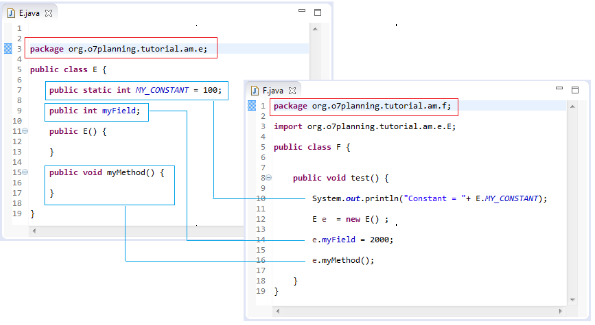 E.java
1
2
3 package org.o7planning.tutorial.am.e;
4
5 public class E {
6
7 public static int MY_CONSTANT = 100;
8
9 public int myField;
10
11 public E() {
12
13 }
14
15 public void myMethod() {
16
17 }
18
19 }
F.java
1 package org.o7planning.tutorial.am.f;
2
3 import org.o7planning.tutorial.am.e.E;
4
5 public class F {
6
7
8 public void test() {
9
10 System.out.println("Constant = "+ E.MY_CONSTANT);
11
12 E e = new E() ;
13
14 e.myField = 2000;
15
16 e.myMethod();
17
18 }
19 }